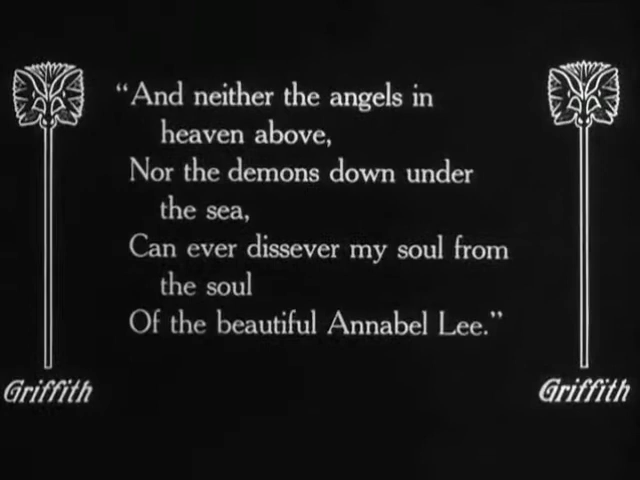 “And neither the angels in
heaven above,
Nor the demons down under
the sea,
Can ever dissever my soul from
the soul
Of the beautiful Annabel Lee.”
Griffith
Griffith